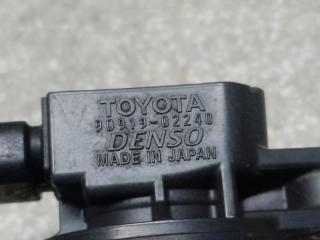 TOYOTA
90919-02240
DENSO
MADE IN JAPAN